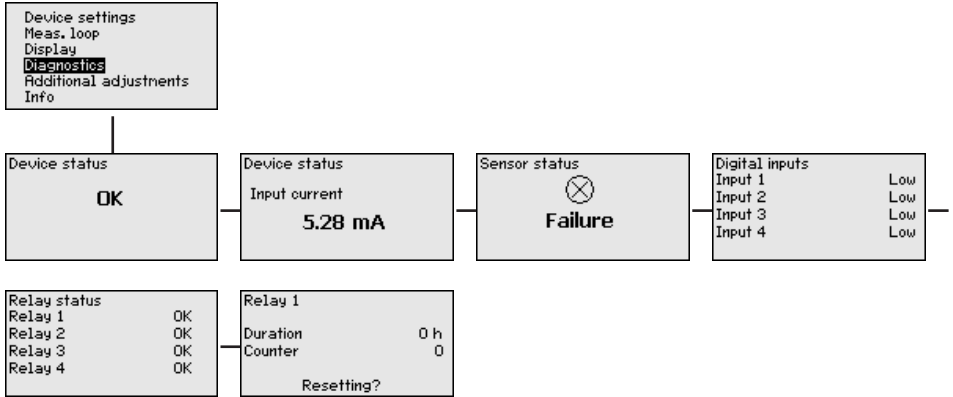 Device settings
Meas. loop
Display
Diagnostics
Additional adjustments
Info
Device status
OK
Device status
Input current
5.28 mA
Sensor status
Failure
Digital inputs
Input 1 Low
Input 2 Low
Input 3 Low
Input 4 Low
Relay status
Relay 1 OK
Relay 2 OK
Relay 3 OK
Relay 4 OK
Relay 1
Duration 0 h
Counter 0
Resetting?